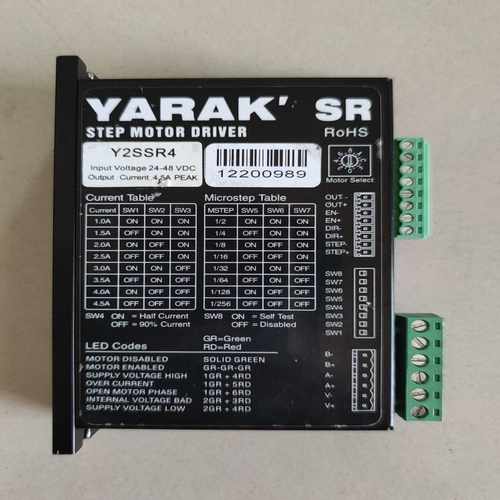 YARAK' SR
STEP MOTOR DRIVER
RoHS
Y2SSR4
Input Voltage 24-48 VDC
Output Current 4.5A PEAK
12200989
Motor Select
Current Table
Current SW1 SW2 SW3
1.0A ON ON ON
1.5A OFF ON ON
2.0A ON OFF ON
2.5A OFF OFF ON
3.0A ON ON OFF
3.5A OFF ON OFF
4.0A ON OFF OFF
4.5A OFF OFF OFF
SW4 ON = Half Current
OFF = 90% Current
Microstep Table
MSTEP SW5 SW6 SW7
1/2 ON ON ON
1/4 OFF ON ON
1/8 ON OFF ON
1/16 OFF OFF ON
1/32 ON ON OFF
1/64 OFF ON OFF
1/128 ON OFF OFF
1/256 OFF OFF OFF
SW8 ON = Self Test
OFF = Disabled
LED Codes
GR=Green
RD=Red
MOTOR DISABLED SOLID GREEN
MOTOR ENABLED GR-GR-GR
SUPPLY VOLTAGE HIGH 1GR + 4RD
OVER CURRENT 1GR + 5RD
OPEN MOTOR PHASE 1GR + 6RD
INTERNAL VOLTAGE BAD 2GR + 3RD
SUPPLY VOLTAGE LOW 2GR + 4RD
OUT -
OUT+
EN-
EN+
DIR-
DIR+
STEP-
STEP+
SW8
SW7
SW6
SW5
SW4
SW3
SW2
SW1
B-
B+
A-
A+
V-
V+